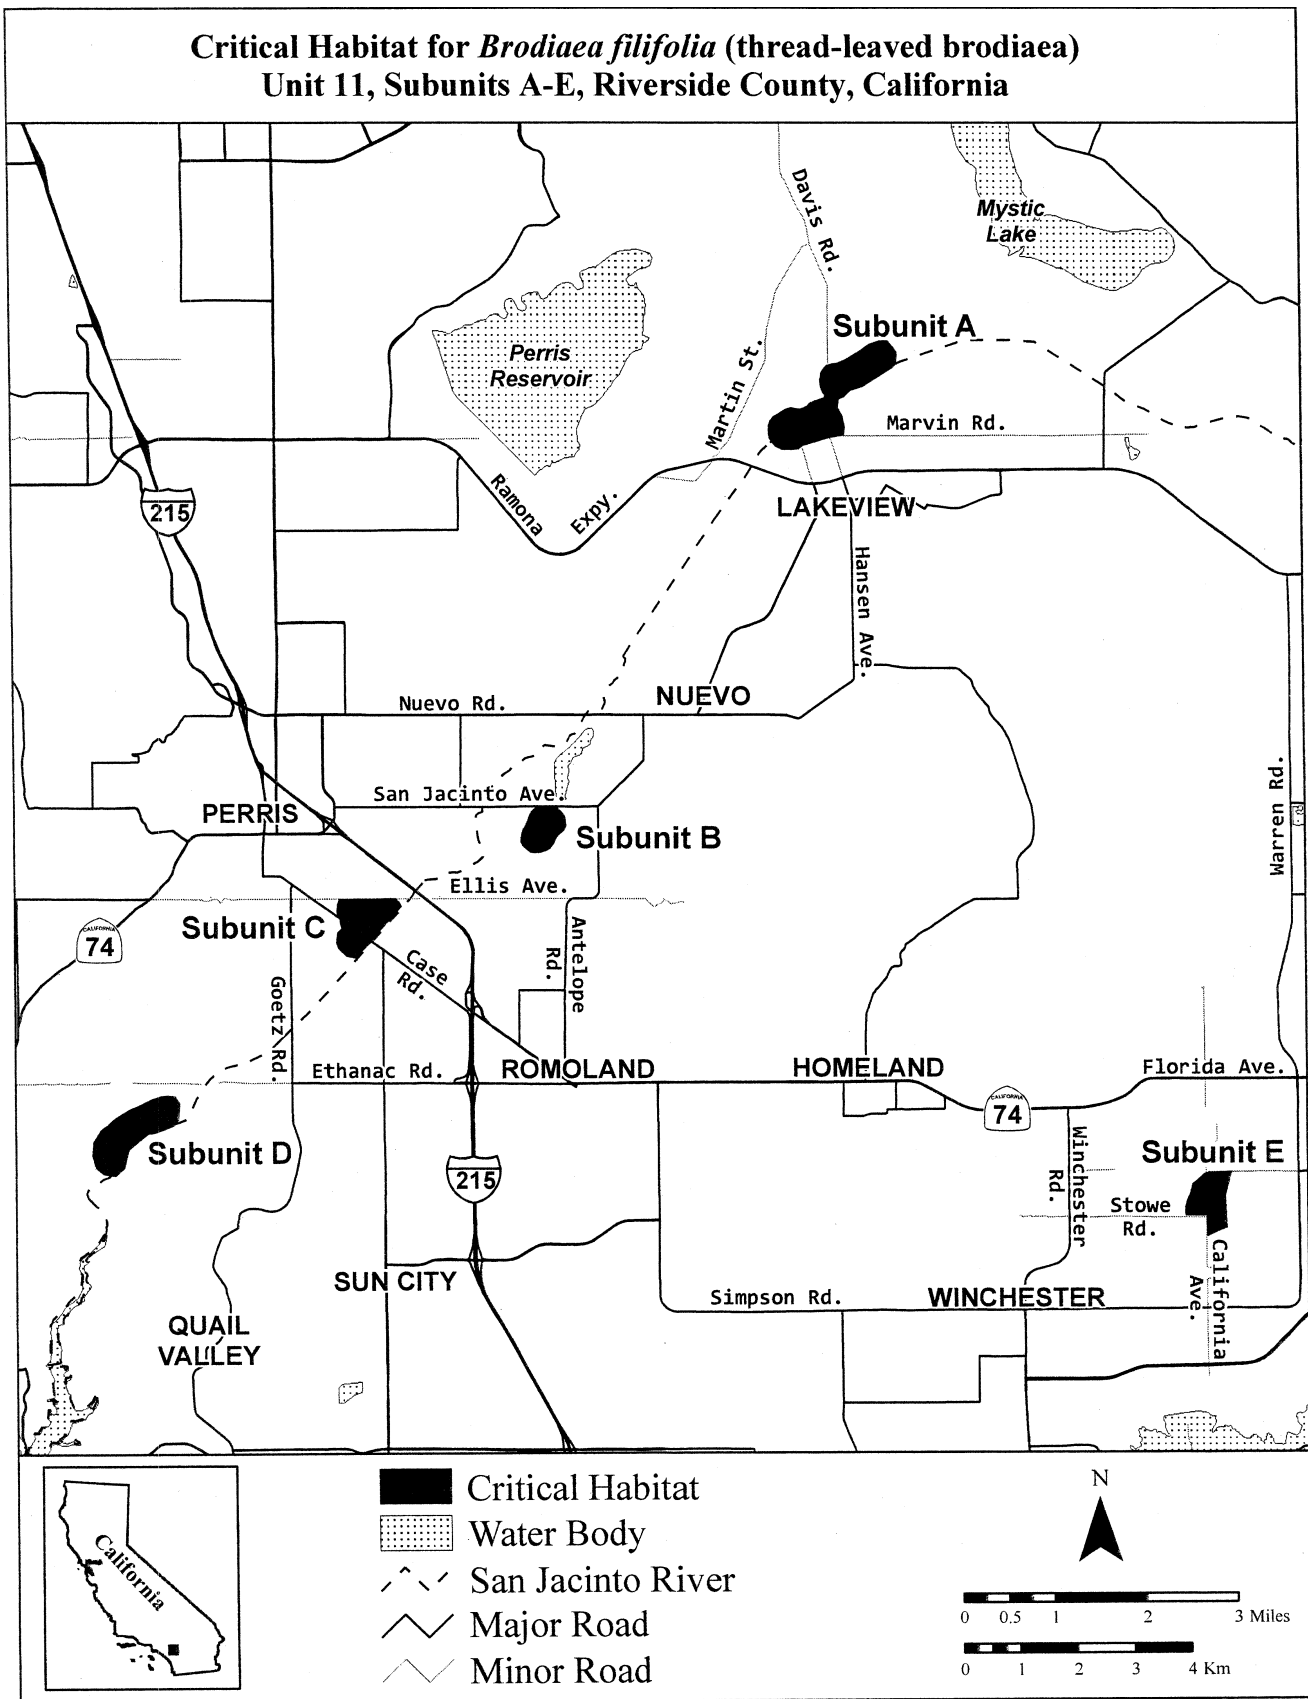 Critical Habitat for Brodiaea filifolia (thread-leaved brodiaea)
Unit 11, Subunits A-E, Riverside County, California
Davis Rd.
Mystic
Lake
Subunit A
Perris
Reservoir
Martin St.
Marvin Rd.
Ramona
Expy.
215
LAKEVIEW
Hansen Ave.
NUEVO
Nuevo Rd.
Warren Rd.
San Jacinto Ave.
PERRIS
Subunit B
Ellis Ave.
Subunit C
CALIFORNIA
74
Antelope
Rd.
Case
Rd.
Goetz Rd.
Ethanac Rd.
ROMOLAND
HOMELAND
Florida Ave.
CALIFORNIA
74
Subunit D
Winchester
Rd.
Subunit E
215
Stowe
Rd.
SUN CITY
California
Ave.
Simpson Rd.
WINCHESTER
QUAIL
VALLEY
California
Critical Habitat
Water Body
San Jacinto River
Major Road
Minor Road
N
0 0.5 1 2 3 Miles
0 1 2 3 4 Km